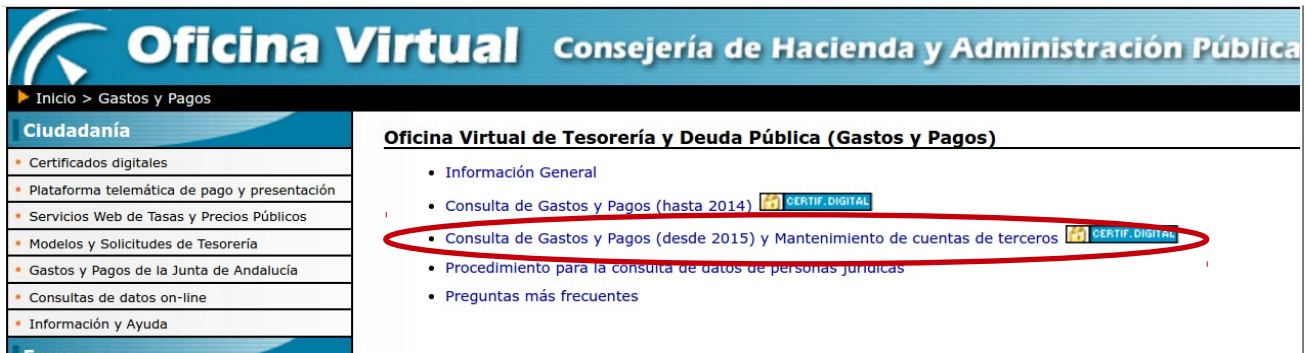 Oficina Virtual Consejería de Hacienda y Administración Pública
Inicio > Gastos y Pagos
Ciudadanía
Certificados digitales
Plataforma telemática de pago y presentación
Servicios Web de Tasas y Precios Públicos
Modelos y Solicitudes de Tesorería
Gastos y Pagos de la Junta de Andalucía
Consultas de datos on-line
Información y Ayuda
Oficina Virtual de Tesorería y Deuda Pública (Gastos y Pagos)
Información General
Consulta de Gastos y Pagos (hasta 2014) CERTIF.DIGITAL
Consulta de Gastos y Pagos (desde 2015) y Mantenimiento de cuentas de terceros CERTIF.DIGITAL
Procedimiento para la consulta de datos de personas jurídicas
Preguntas más frecuentes